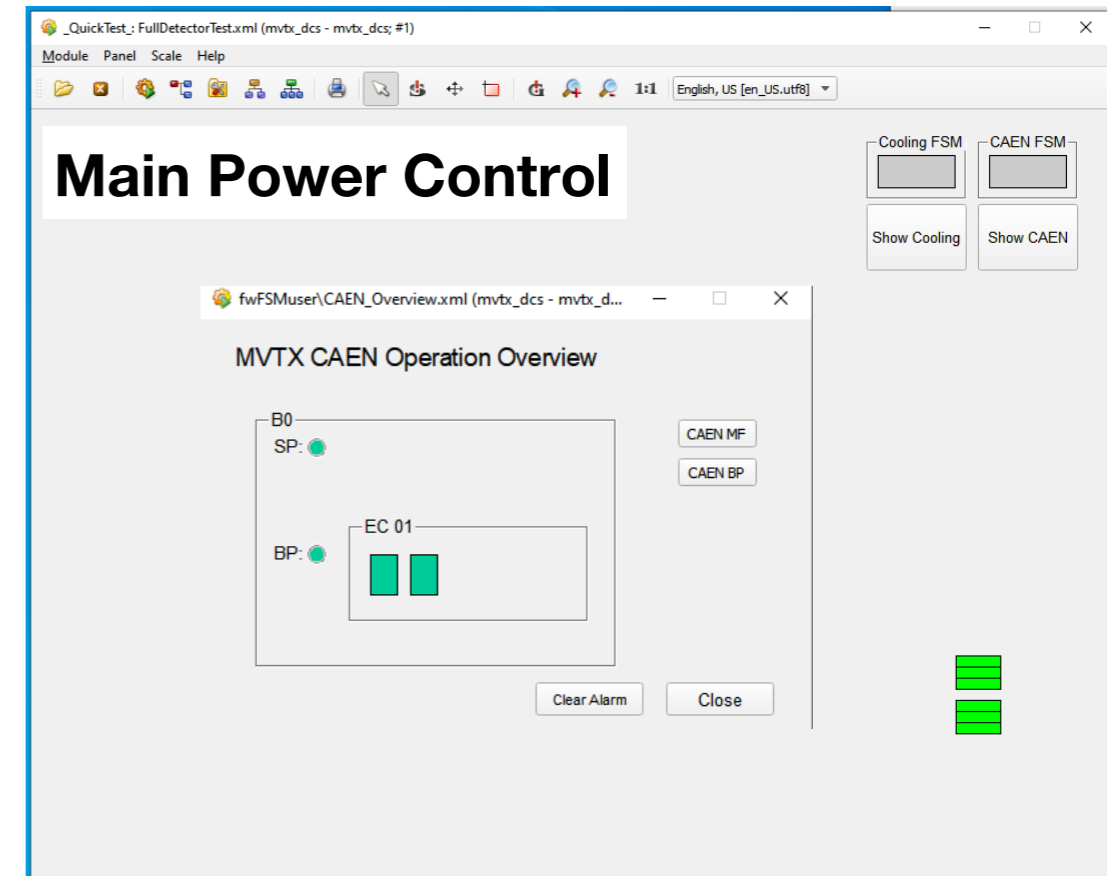 _QuickTest_: FullDetectorTest.xml (mvtx_dcs - mvtx_dcs; #1)
Module Panel Scale Help
1:1 English, US [en_US.utf8]
Main Power Control
Cooling FSM CAEN FSM
Show Cooling Show CAEN
fwFSMuser\CAEN_Overview.xml (mvtx_dcs - mvtx_d...
MVTX CAEN Operation Overview
B0
SP:
CAEN MF
CAEN BP
EC 01
BP:
Clear Alarm Close